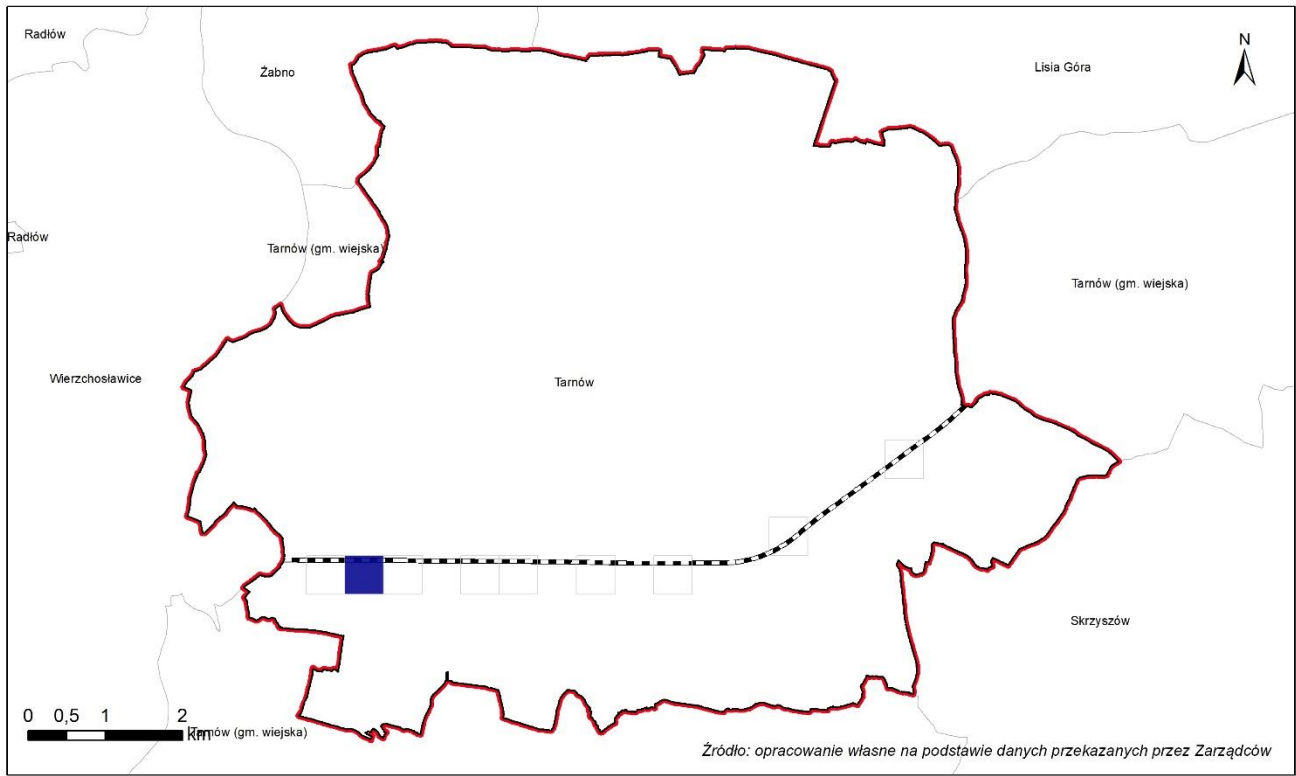 Radłów
Żabno
Lisia Góra
N
Radłów
Tarnów (gm. wiejska)
Tarnów (gm. wiejska)
Wierzchosławice
Tarnów
Skrzyszów
0 0,5 1 2
km
Tarnów (gm. wiejska)
Źródło: opracowanie własne na podstawie danych przekazanych przez Zarządców